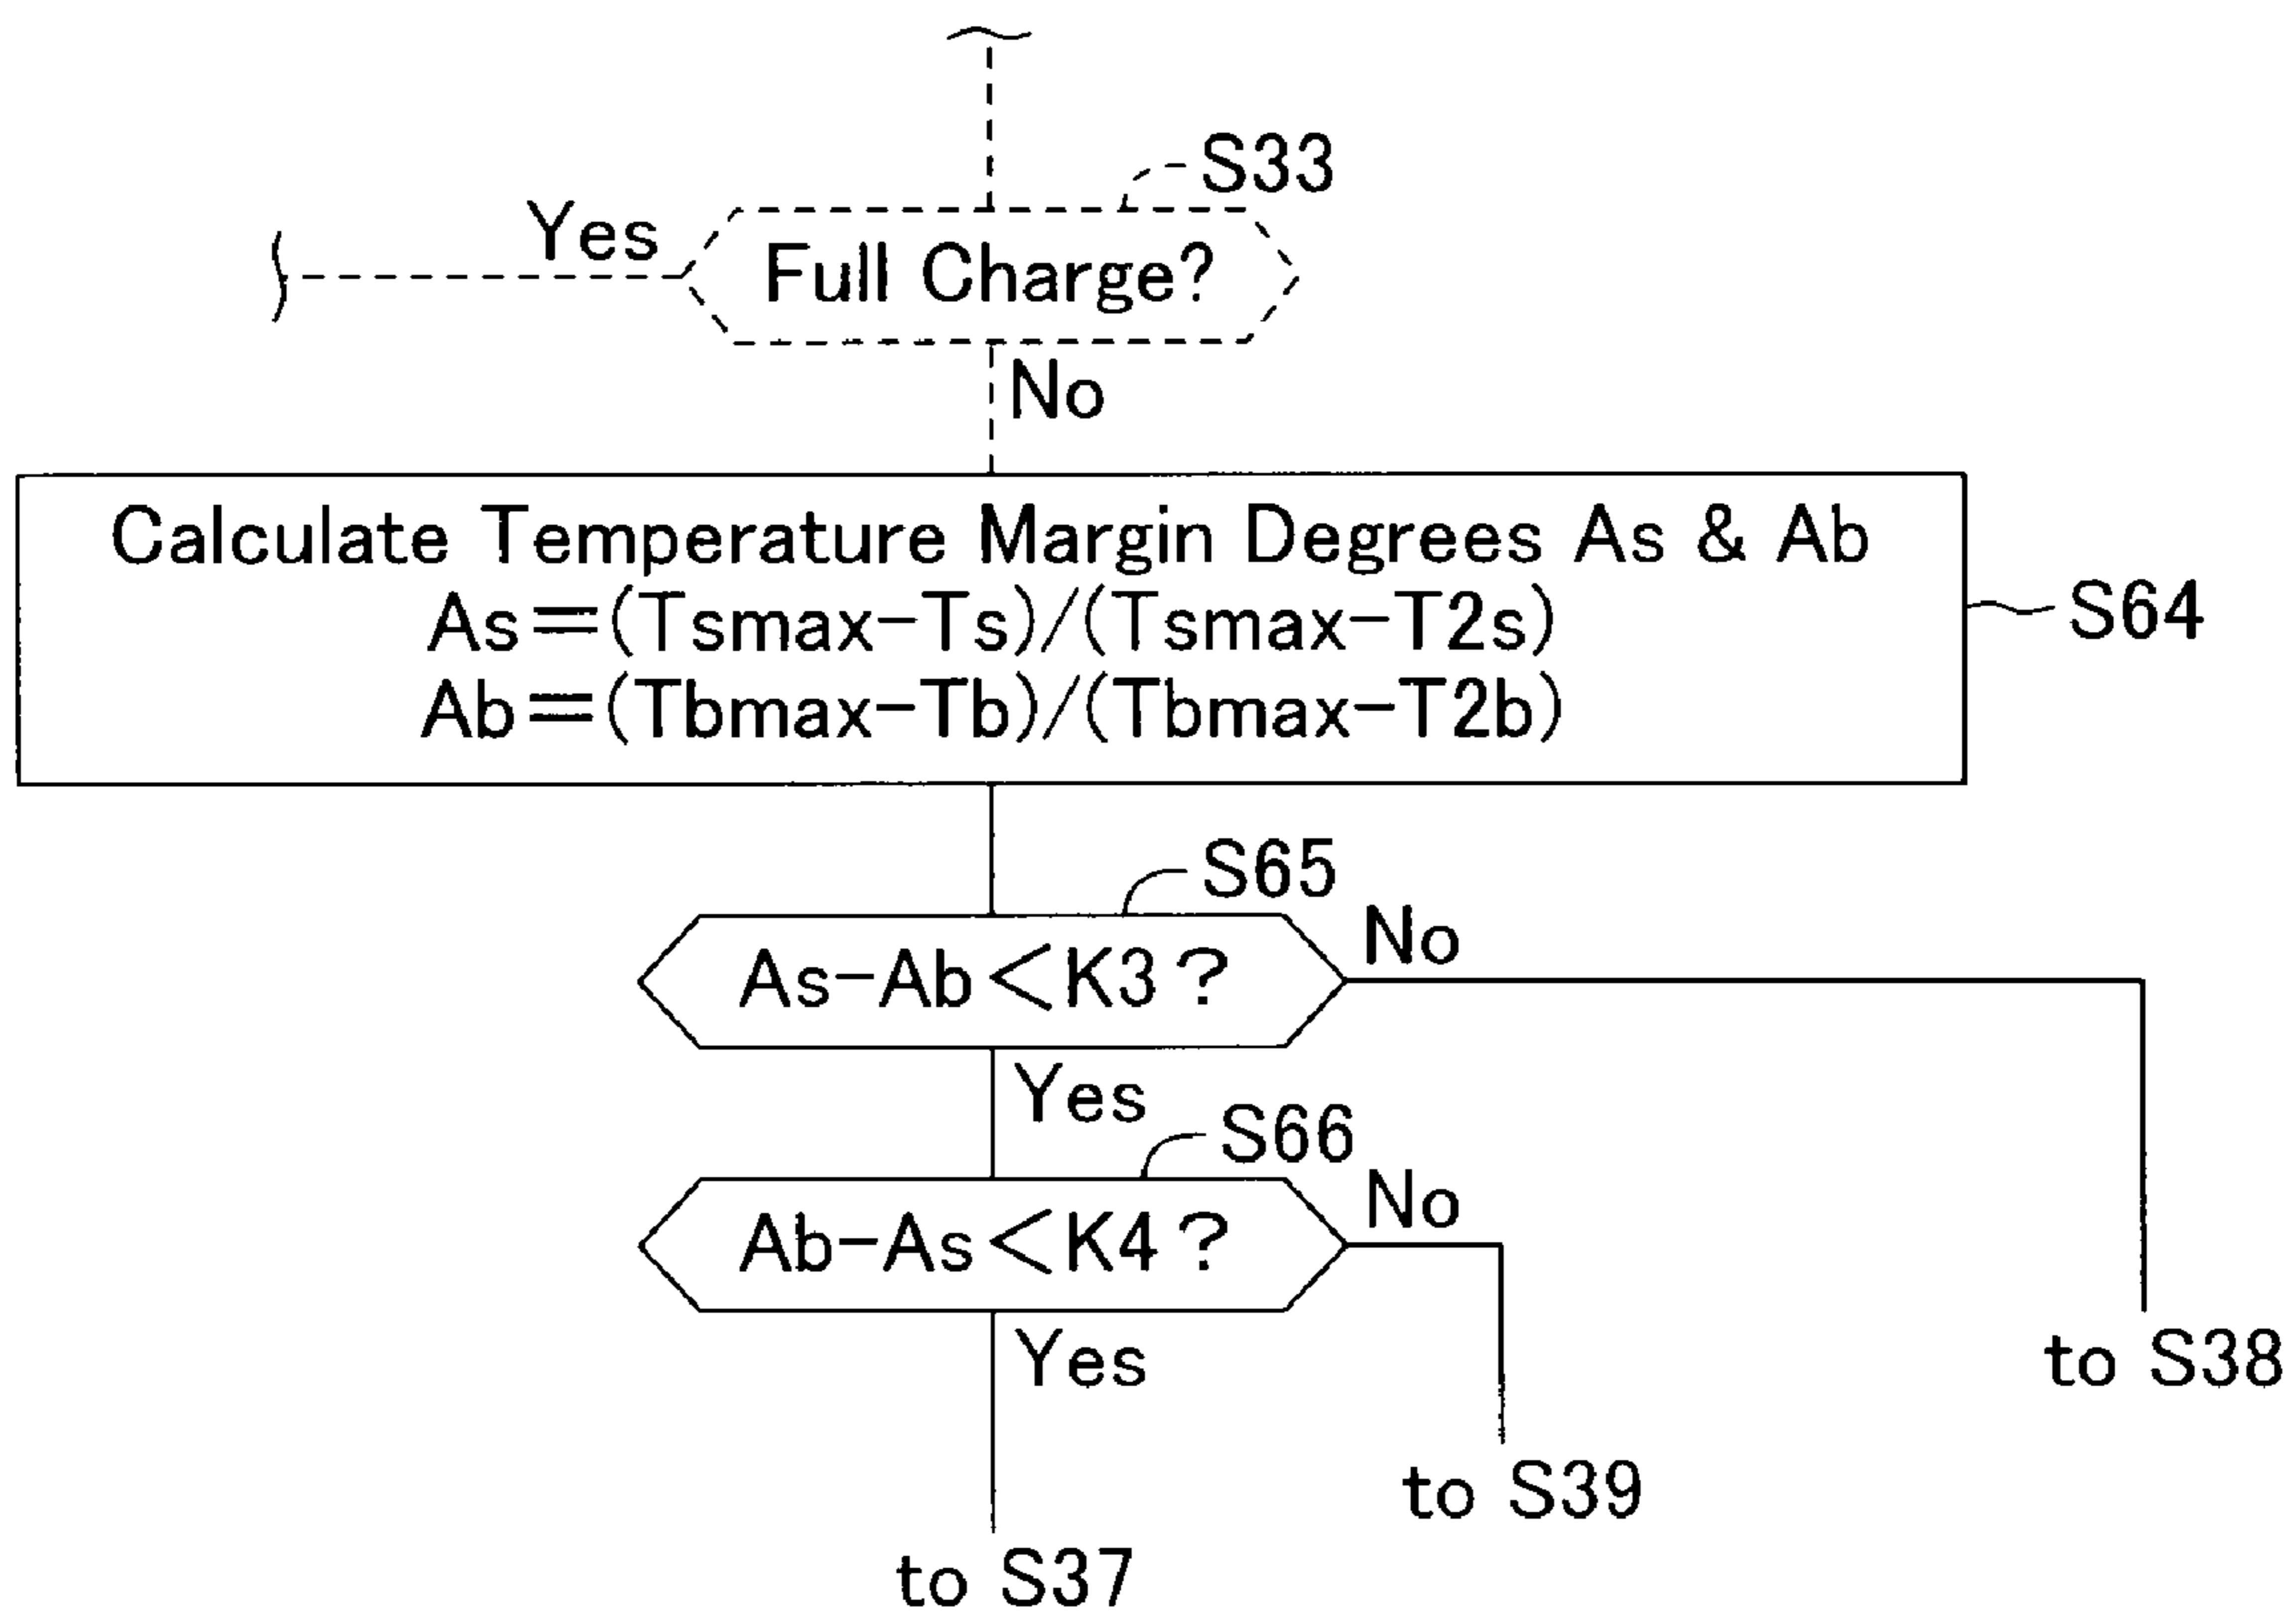 S33
Yes
Full Charge?
No
Calculate Temperature Margin Degrees As & Ab
As=(Tsmax-Ts)/(Tsmax-T2s)
Ab=(Tbmax-Tb)/(Tbmax-T2b)
S64
S65
No
As-Ab<K3?
Yes
S66
No
Ab-As<K4?
Yes
to S38
to S39
to S37